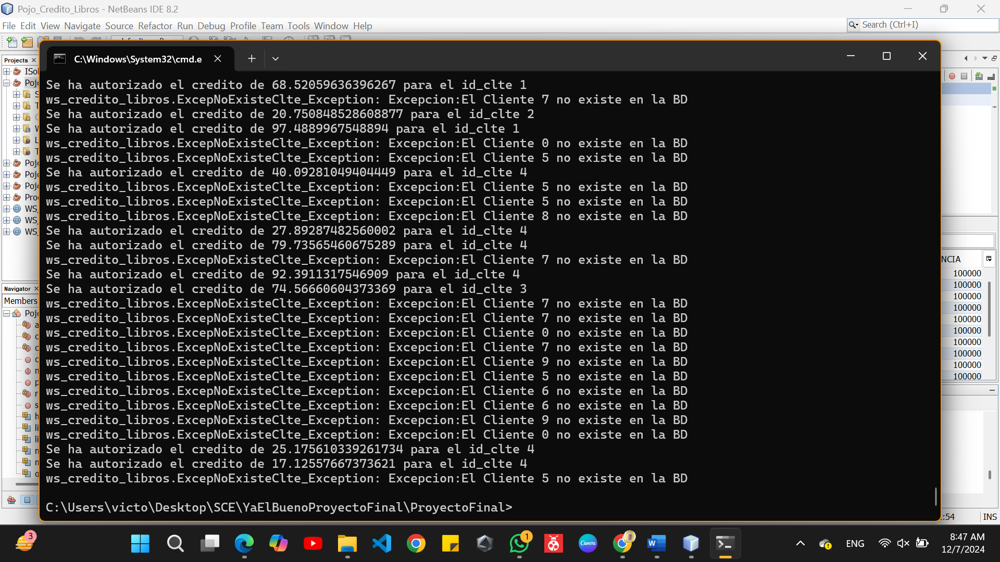 Pojo_Credito_Libros - NetBeans IDE 8.2
File Edit View Navigate Source Refactor Run Debug Profile Team Tools Window Help
Search (Ctrl+I)
C:\Windows\System32\cmd.e
Projects
Se ha autorizado el credito de 68.52059636396267 para el id_clte 1
ws_credito_libros.ExcepNoExisteClte_Exception: Excepcion:El Cliente 7 no existe en la BD
Se ha autorizado el credito de 20.750848528608877 para el id_clte 2
Se ha autorizado el credito de 97.4889967548894 para el id_clte 1
ws_credito_libros.ExcepNoExisteClte_Exception: Excepcion:El Cliente 0 no existe en la BD
ws_credito_libros.ExcepNoExisteClte_Exception: Excepcion:El Cliente 5 no existe en la BD
Se ha autorizado el credito de 40.09281049404449 para el id_clte 4
ws_credito_libros.ExcepNoExisteClte_Exception: Excepcion:El Cliente 5 no existe en la BD
ws_credito_libros.ExcepNoExisteClte_Exception: Excepcion:El Cliente 5 no existe en la BD
ws_credito_libros.ExcepNoExisteClte_Exception: Excepcion:El Cliente 8 no existe en la BD
Se ha autorizado el credito de 27.89287482560002 para el id_clte 4
Se ha autorizado el credito de 79.73565460675289 para el id_clte 4
ws_credito_libros.ExcepNoExisteClte_Exception: Excepcion:El Cliente 7 no existe en la BD
Se ha autorizado el credito de 92.3911317546909 para el id_clte 4
Se ha autorizado el credito de 74.56660604373369 para el id_clte 3
ws_credito_libros.ExcepNoExisteClte_Exception: Excepcion:El Cliente 7 no existe en la BD
ws_credito_libros.ExcepNoExisteClte_Exception: Excepcion:El Cliente 7 no existe en la BD
ws_credito_libros.ExcepNoExisteClte_Exception: Excepcion:El Cliente 0 no existe en la BD
ws_credito_libros.ExcepNoExisteClte_Exception: Excepcion:El Cliente 7 no existe en la BD
ws_credito_libros.ExcepNoExisteClte_Exception: Excepcion:El Cliente 9 no existe en la BD
ws_credito_libros.ExcepNoExisteClte_Exception: Excepcion:El Cliente 5 no existe en la BD
ws_credito_libros.ExcepNoExisteClte_Exception: Excepcion:El Cliente 6 no existe en la BD
ws_credito_libros.ExcepNoExisteClte_Exception: Excepcion:El Cliente 6 no existe en la BD
ws_credito_libros.ExcepNoExisteClte_Exception: Excepcion:El Cliente 9 no existe en la BD
ws_credito_libros.ExcepNoExisteClte_Exception: Excepcion:El Cliente 0 no existe en la BD
Se ha autorizado el credito de 25.175610339261734 para el id_clte 4
Se ha autorizado el credito de 17.12557667373621 para el id_clte 4
ws_credito_libros.ExcepNoExisteClte_Exception: Excepcion:El Cliente 5 no existe en la BD
C:\Users\victo\Desktop\SCE\YaElBuenoProyectoFinal\ProyectoFinal>
ISo
Poj
Poj
Poj
Poj
Pro
WS_
WS_
WS_
Navigator
Members
Poj
NCIA
100000
100000
100000
100000
100000
100000
100000
100000
100000
100000
:54
INS
3
1
Canva
ENG
8:47 AM
12/7/2024